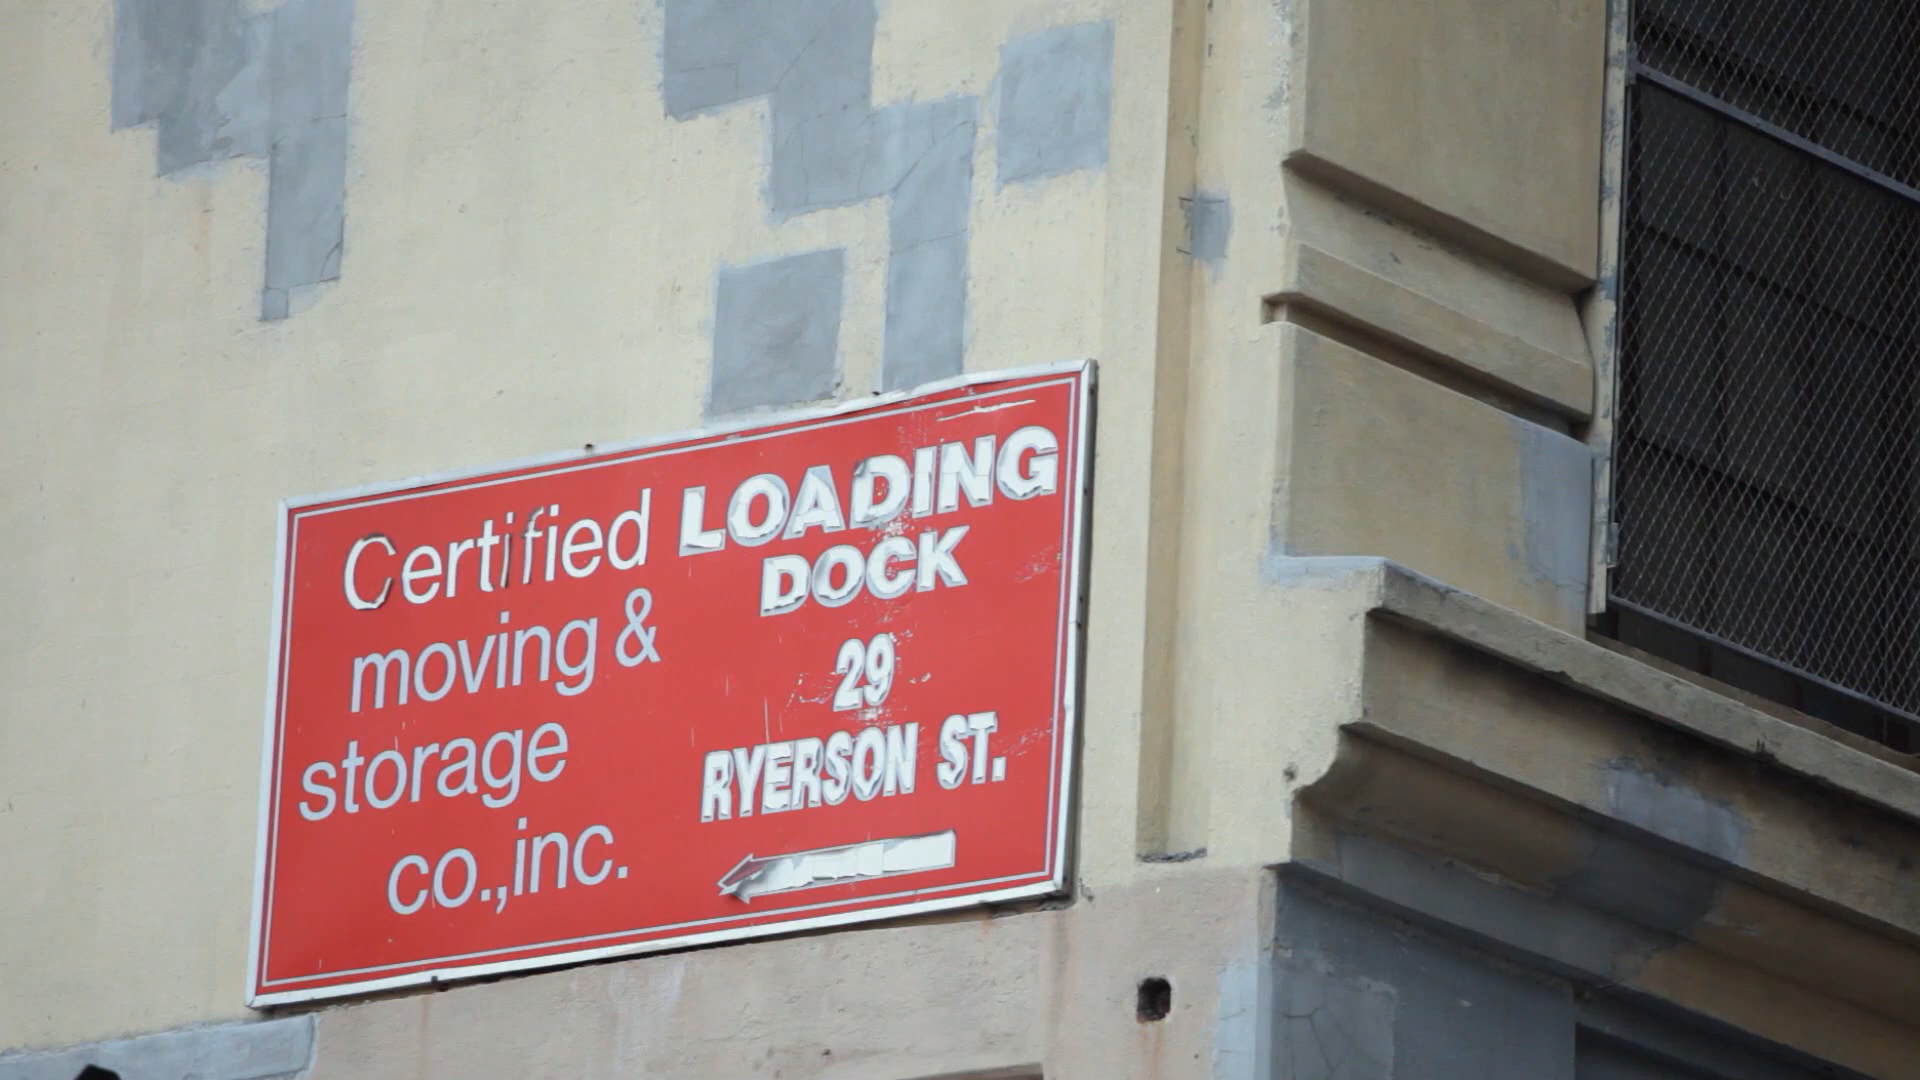 Certified
moving &
storage
co.,inc.
LOADING
DOCK
29
RYERSON ST.